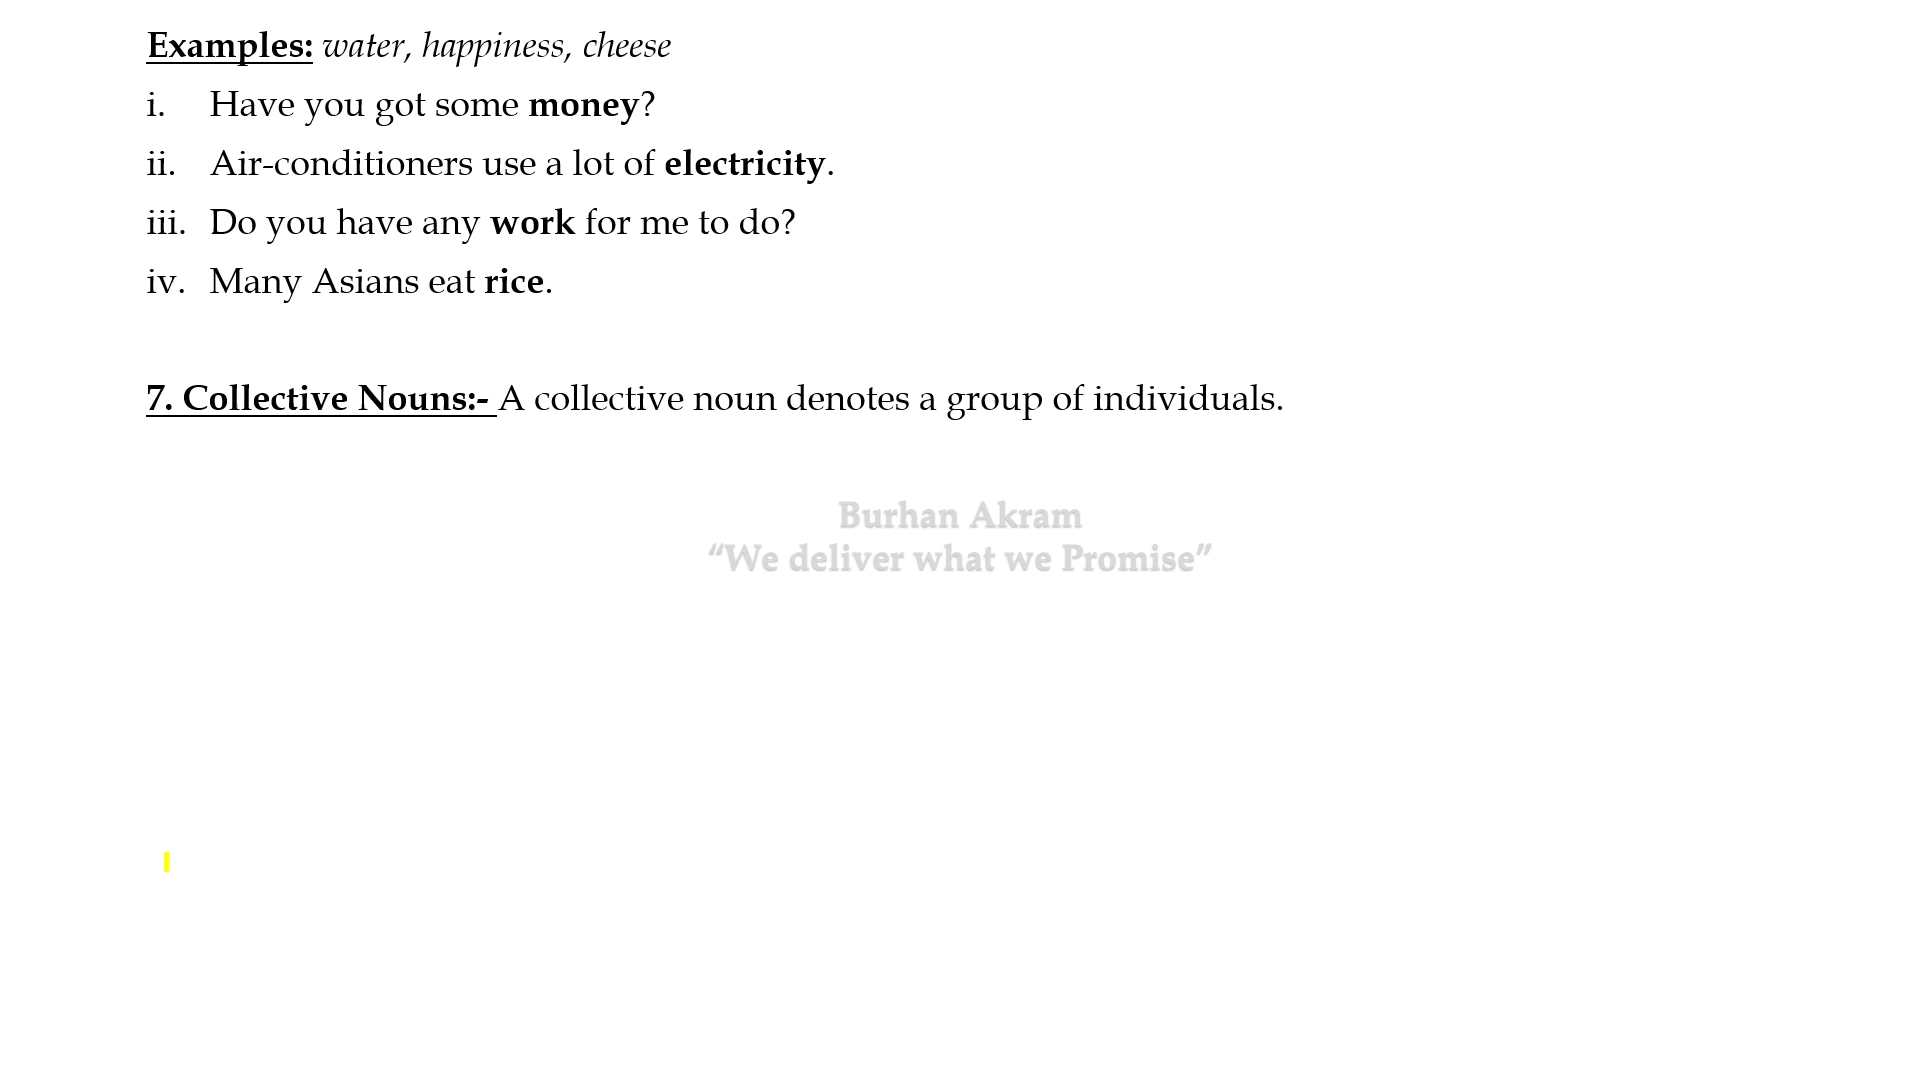 Examples: water, happiness, cheese
i. Have you got some money?
ii. Air-conditioners use a lot of electricity.
iii. Do you have any work for me to do?
iv. Many Asians eat rice.
7. Collective Nouns:- A collective noun denotes a group of individuals.
Burhan Akram
“We deliver what we Promise”